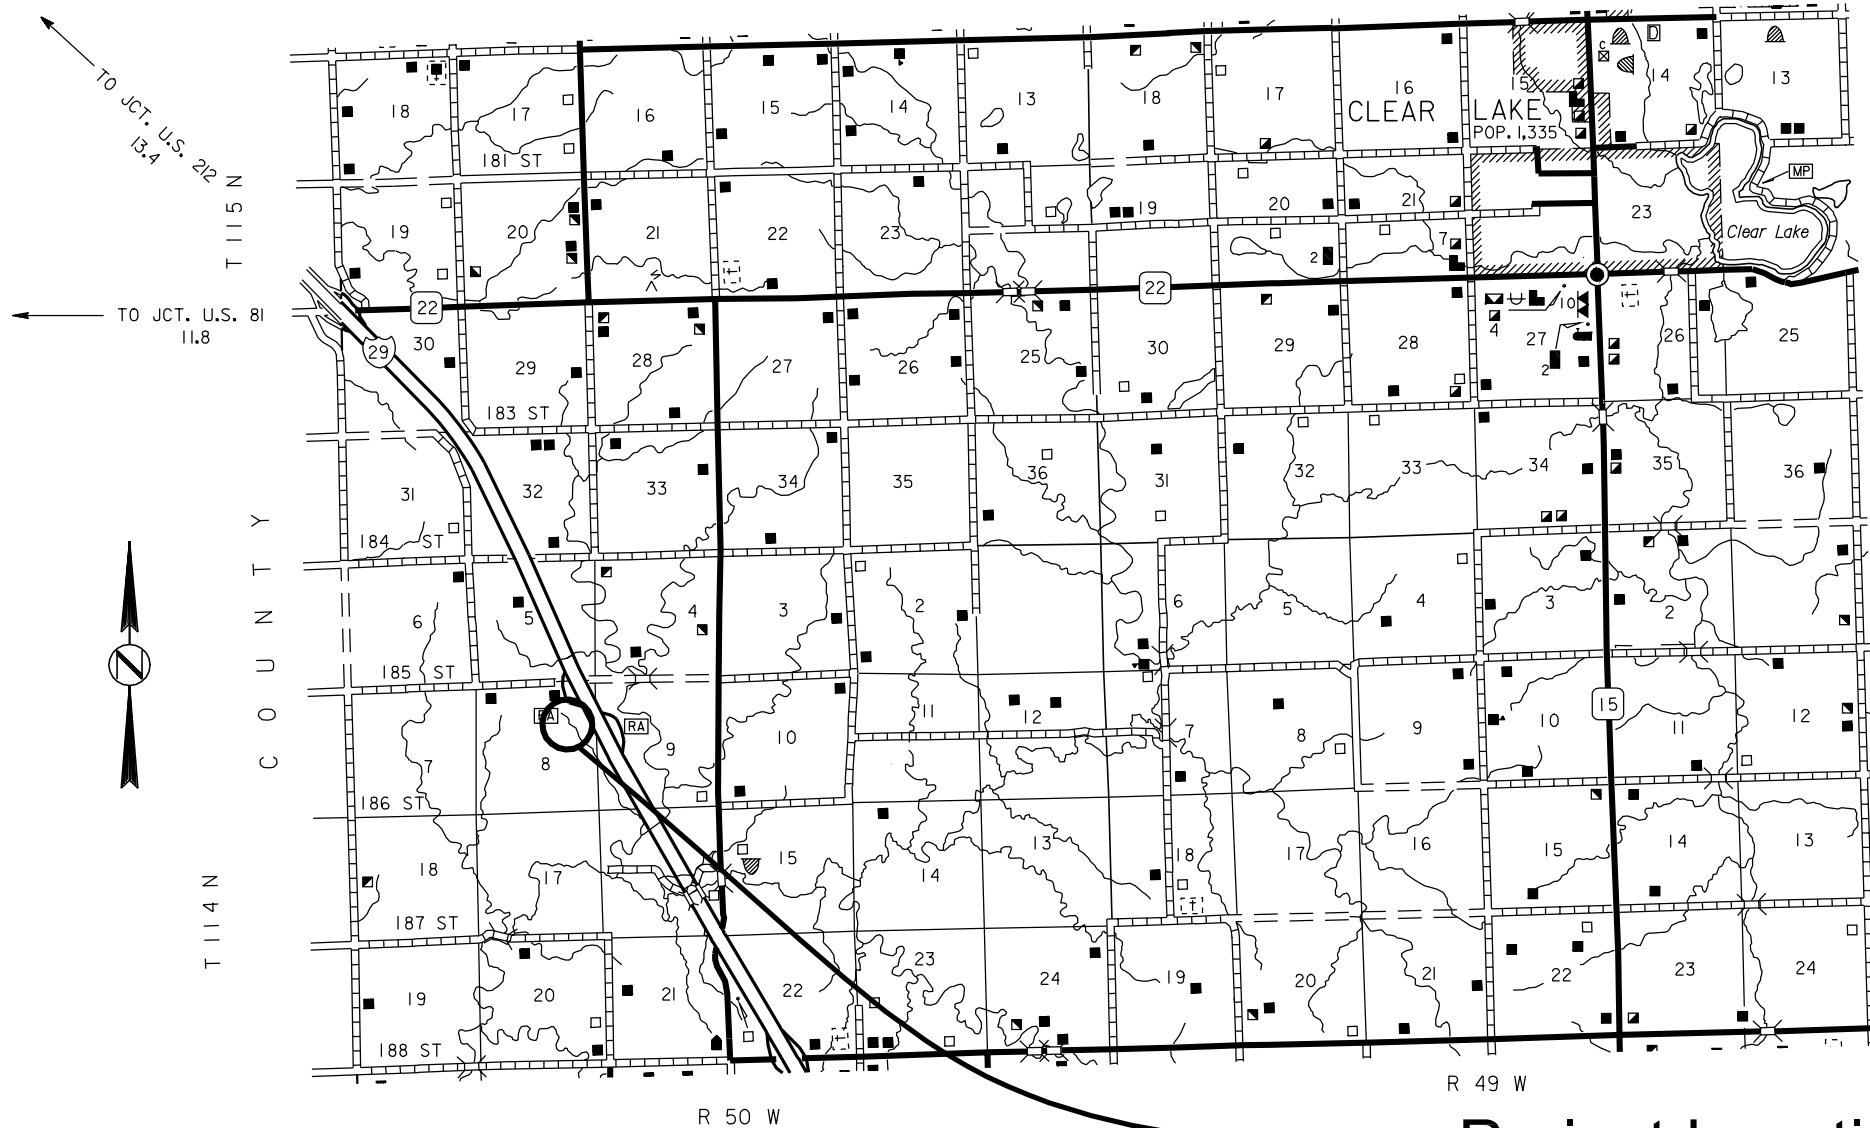 TO JCT. U.S. 212
13.4
TO JCT. U.S. 81
11.8
T 115 N
COUNTY
T 114 N
N
18 17 16 15 14 13 18 17 16 15 14 13
CLEAR LAKE
POP. 1,335
C
D
181 ST
MP
19 20 21 22 23 19 20 21 23
Clear Lake
7
2
22
22
29
30 29 28 27 26 25 30 29 28 27 26 25
4
10
2
183 ST
31 32 33 34 35 36 31 32 33 34 35 36
184 ST
6 5 4 3 2 6 5 4 3 2
185 ST
RA
RA
15
7 8 9 10 11 12 7 8 9 10 11 12
186 ST
18 17 15 14 13 18 17 16 15 14 13
187 ST
19 20 21 22 23 24 19 20 21 22 23 24
188 ST
R 50 W
R 49 W